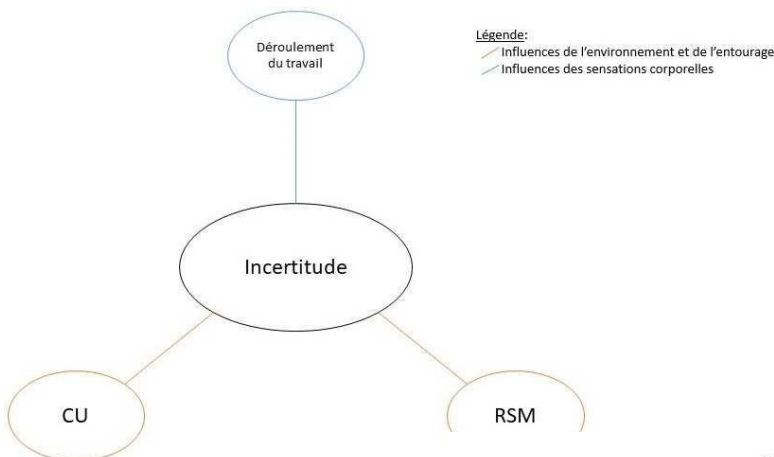 Déroulement
du travail
Légende:
Influences de l'environnement et de l'entourage
Influences des sensations corporelles
Incertitude
CU
RSM